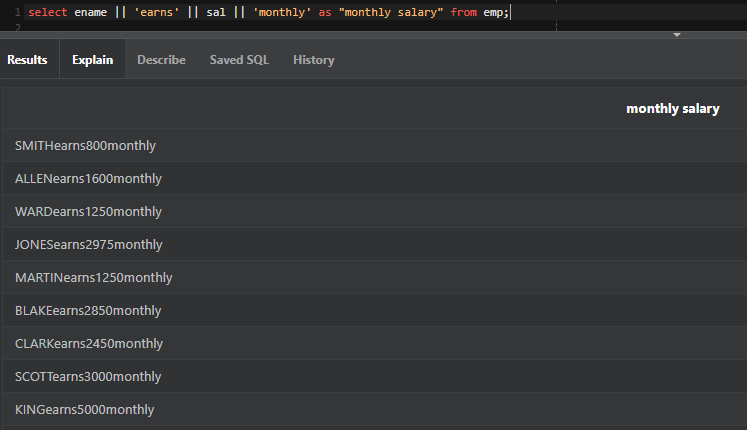 1 select ename || 'earns' || sal || 'monthly' as "monthly salary" from emp;
2
Results Explain Describe Saved SQL History
monthly salary
SMITHearns800monthly
ALLENearns1600monthly
WARDearns1250monthly
JONESearns2975monthly
MARTINearns1250monthly
BLAKEearns2850monthly
CLARKearns2450monthly
SCOTTearns3000monthly
KINGearns5000monthly